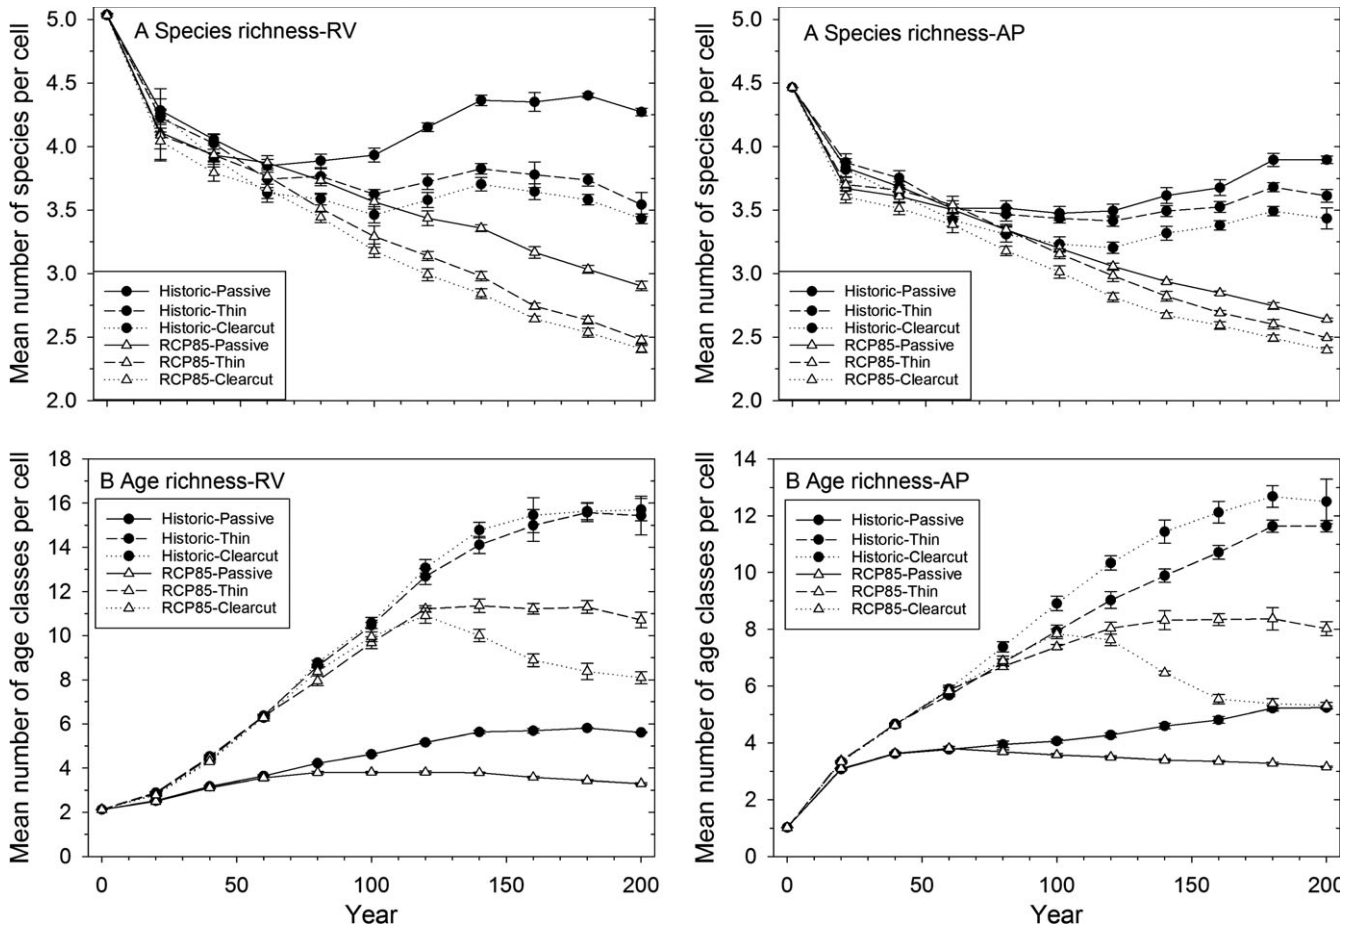 A Species richness-RV
Mean number of species per cell
5.0
4.5
4.0
3.5
3.0
2.5
2.0
Historic-Passive
Historic-Thin
Historic-Clearcut
RCP85-Passive
RCP85-Thin
RCP85-Clearcut
A Species richness-AP
Mean number of species per cell
5.0
4.5
4.0
3.5
3.0
2.5
2.0
Historic-Passive
Historic-Thin
Historic-Clearcut
RCP85-Passive
RCP85-Thin
RCP85-Clearcut
B Age richness-RV
Mean number of age classes per cell
18
16
14
12
10
8
6
4
2
0
Historic-Passive
Historic-Thin
Historic-Clearcut
RCP85-Passive
RCP85-Thin
RCP85-Clearcut
0 50 100 150 200
Year
B Age richness-AP
Mean number of age classes per cell
14
12
10
8
6
4
2
0
Historic-Passive
Historic-Thin
Historic-Clearcut
RCP85-Passive
RCP85-Thin
RCP85-Clearcut
0 50 100 150 200
Year